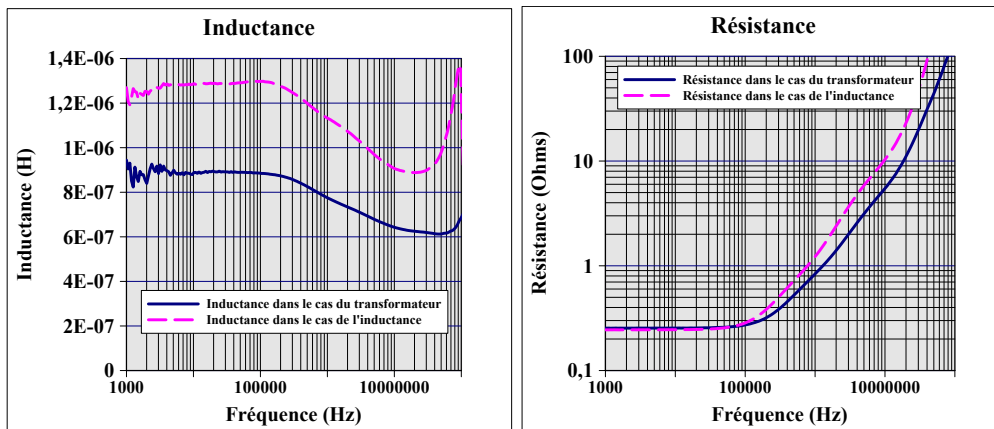 Inductance
Inductance (H)
1,4E-06
1,2E-06
1E-06
8E-07
6E-07
4E-07
2E-07
0
Inductance dans le cas du transformateur
Inductance dans le cas de l'inductance
1000
100000
10000000
Fréquence (Hz)
Résistance
Résistance (Ohms)
100
10
1
0,1
Résistance dans le cas du transformateur
Résistance dans le cas de l'inductance
1000
100000
10000000
Fréquence (Hz)